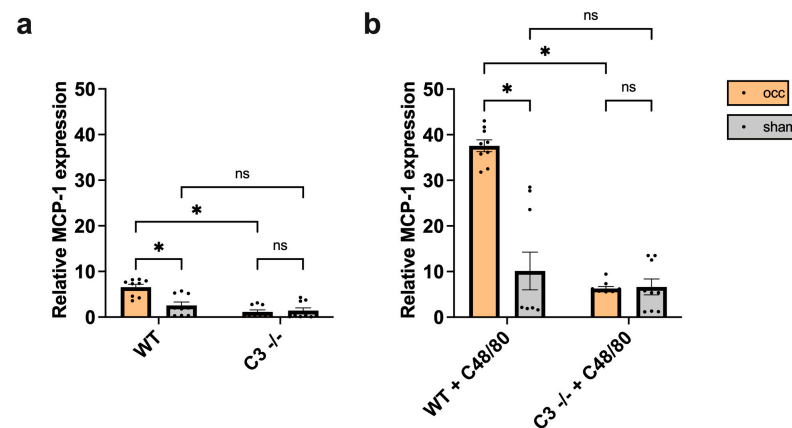 a
Relative MCP-1 expression
50
40
30
20
10
0
*
*
ns
ns
WT
C3 -/-
b
Relative MCP-1 expression
50
40
30
20
10
0
ns
*
*
ns
WT + C48/80
C3 -/- + C48/80
occ
sham